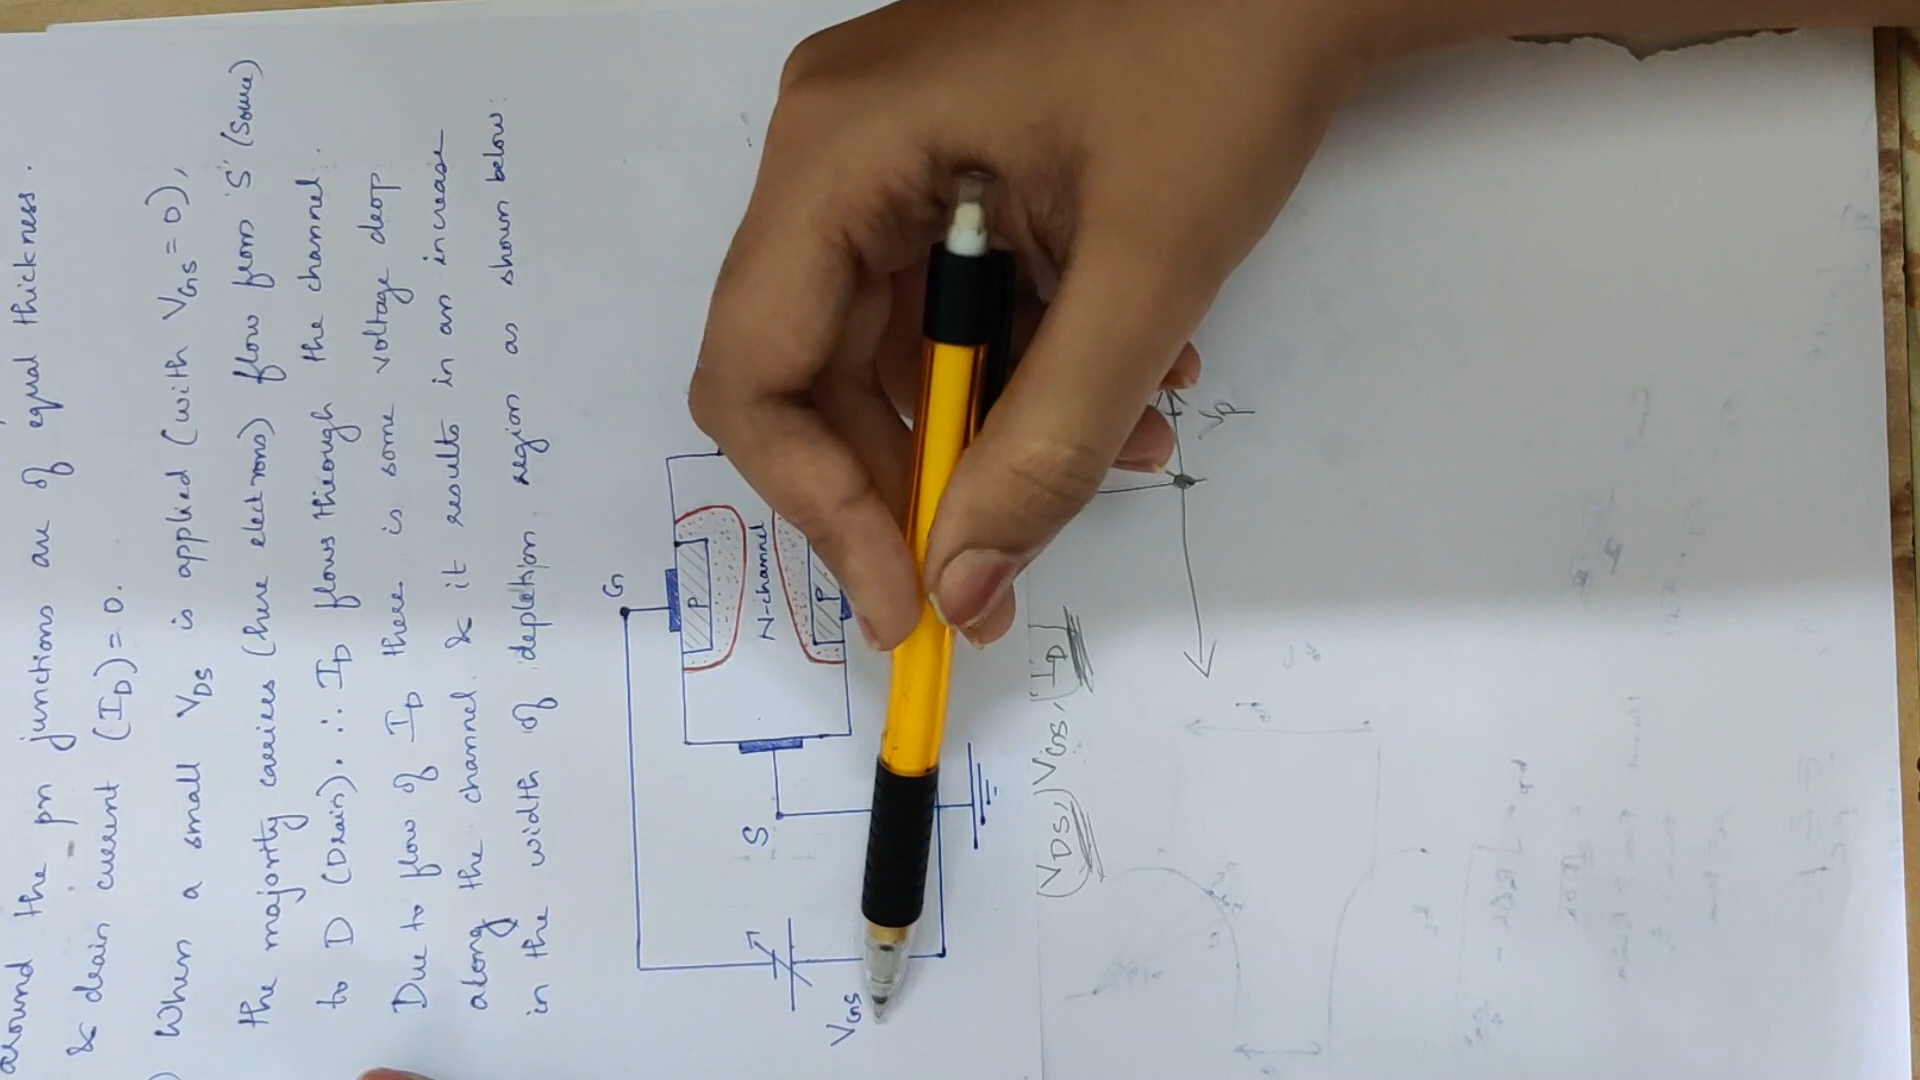 around the pn junctions are of equal thickness.
& drain current (ID) = 0.
) When a small VDS is applied (with VGS = 0),
the majority carriers (here electrons) flow from 'S' (Source)
to D (Drain). ∴ ID flows through the channel.
Due to flow of ID there is some voltage drop
along the channel & it results in an increase
in the width of depletion region as shown below:
G
P
N-channel
P
S
VGS
(VDS, VGS, ID)
VP